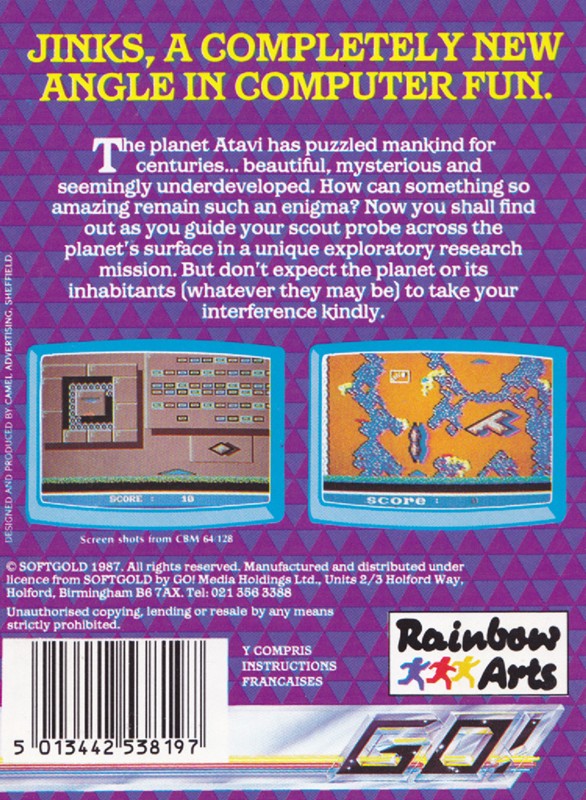 JINKS, A COMPLETELY NEW
ANGLE IN COMPUTER FUN.
The planet Atavi has puzzled mankind for
centuries... beautiful, mysterious and
seemingly underdeveloped. How can something so
amazing remain such an enigma? Now you shall find
out as you guide your scout probe across the
planet's surface in a unique exploratory research
mission. But don't expect the planet or its
inhabitants (whatever they may be) to take your
interference kindly.
DESIGNED AND PRODUCED BY CAMEL ADVERTISING, SHEFFIELD.
SCORE : 10
score :
Screen shots from CBM 64/128
© SOFTGOLD 1987. All rights reserved. Manufactured and distributed under
licence from SOFTGOLD by GO! Media Holdings Ltd., Units 2/3 Holford Way,
Holford, Birmingham B6 7AX. Tel: 021 356 3388
Unauthorised copying, lending or resale by any means
strictly prohibited.
Y COMPRIS
INSTRUCTIONS
FRANCAISES
Rainbow
Arts
5 013442 538197
GO!